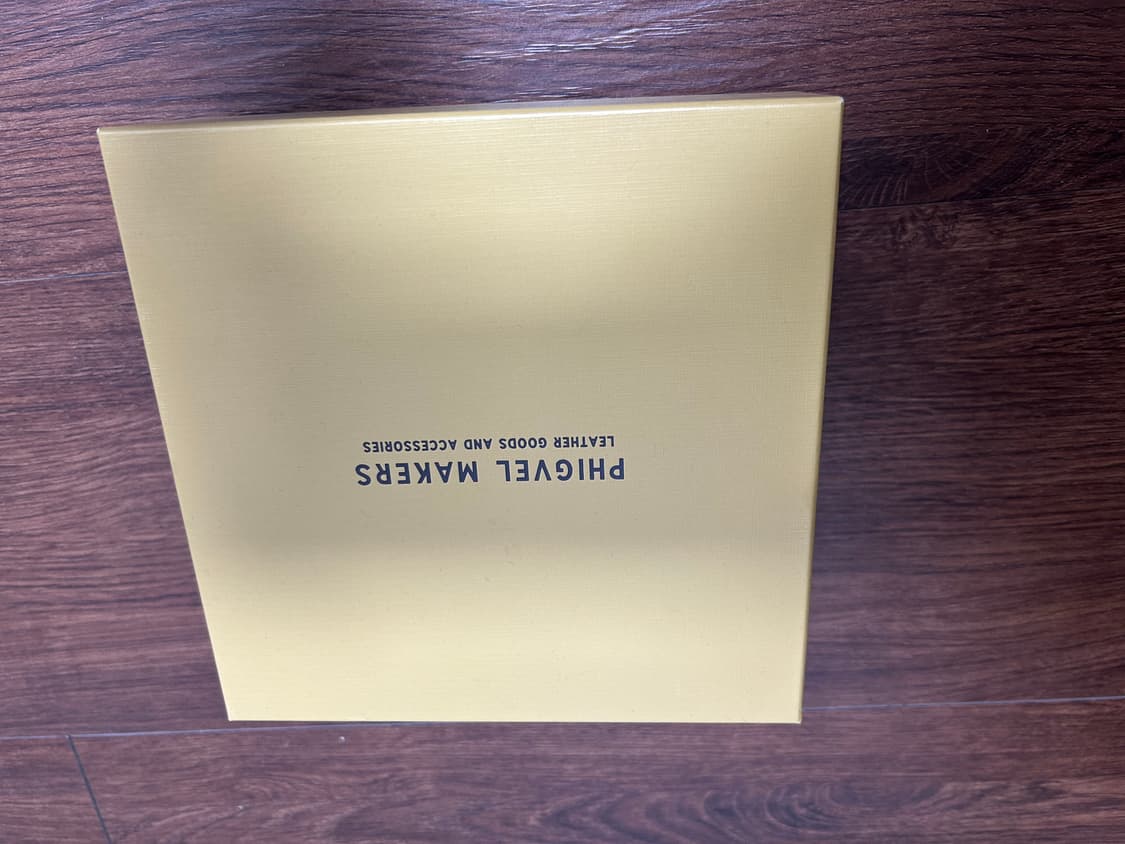 PHIGVEL MAKERS
LEATHER GOODS AND ACCESSORIES